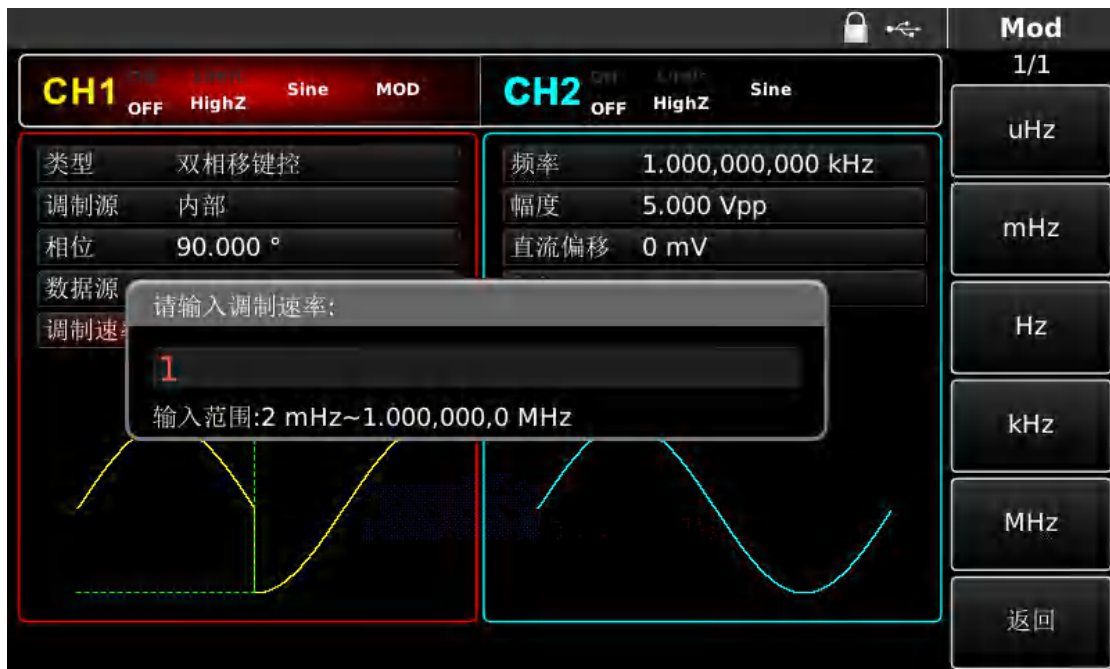 Mod
1/1
CH1 OFF HighZ Sine MOD
CH2 OFF HighZ Sine
uHz
mHz
Hz
kHz
MHz
返回
类型 双相移键控
调制源 内部
相位 90.000 °
数据源
调制速
频率 1.000,000,000 kHz
幅度 5.000 Vpp
直流偏移 0 mV
请输入调制速率:
1
输入范围:2 mHz~1.000,000,0 MHz